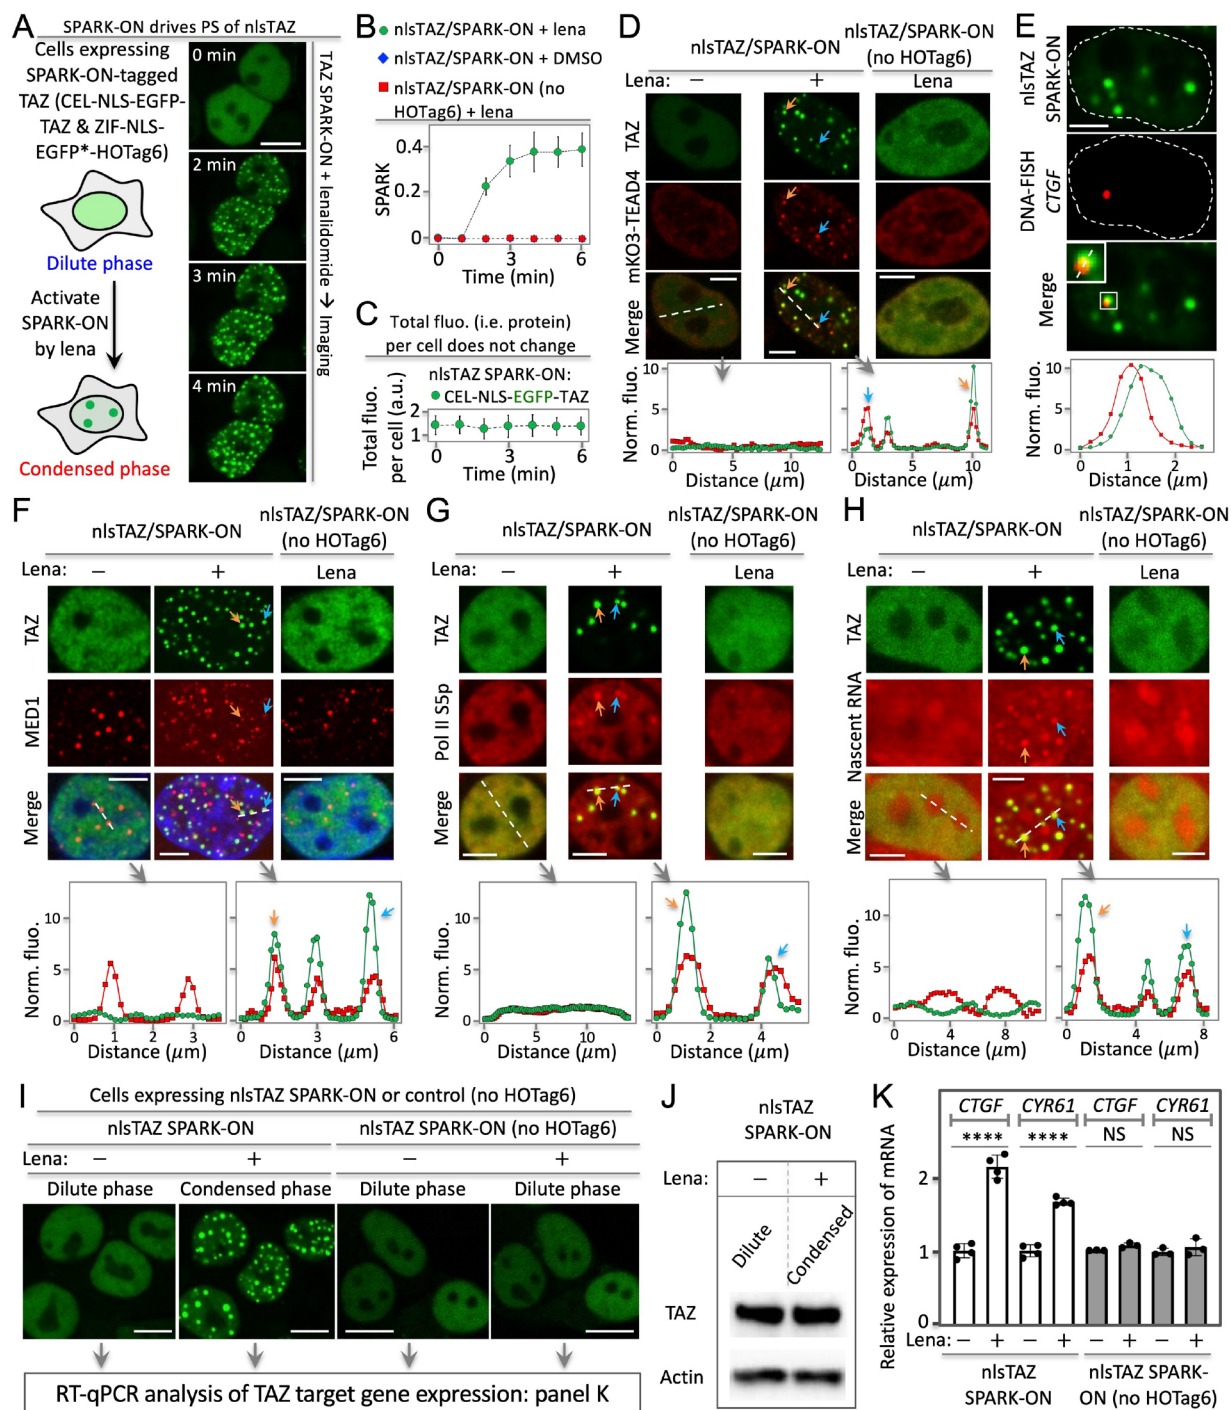 A
SPARK-ON drives PS of nlsTAZ
Cells expressing
SPARK-ON-tagged
TAZ (CEL-NLS-EGFP-
TAZ & ZIF-NLS-
EGFP*-HOTag6)
Dilute phase
Activate
SPARK-ON
by lena
Condensed phase
0 min
2 min
3 min
4 min
TAZ SPARK-ON + lenalidomide → Imaging
B
nlsTAZ/SPARK-ON + lena
nlsTAZ/SPARK-ON + DMSO
nlsTAZ/SPARK-ON (no
HOTag6) + lena
SPARK
0.4
0.2
0
0 3 6
Time (min)
C
Total fluo. (i.e. protein)
per cell does not change
nlsTAZ SPARK-ON:
CEL-NLS-EGFP-TAZ
Total fluo.
per cell (a.u.)
2
1
0 3 6
Time (min)
D
nlsTAZ/SPARK-ON
nlsTAZ/SPARK-ON
(no HOTag6)
Lena: − + Lena
TAZ
mKO3-TEAD4
Merge
Norm. fluo.
10
5
0
0 5 10
0 5 10
Distance (μm)
Distance (μm)
E
nlsTAZ
SPARK-ON
DNA-FISH
CTGF
Merge
Norm. fluo.
10
5
0
0 1 2
Distance (μm)
F
nlsTAZ/SPARK-ON
nlsTAZ/SPARK-ON
(no HOTag6)
Lena: − + Lena
TAZ
MED1
Merge
Norm. fluo.
10
5
0
0 1 2 3
0 3 6
Distance (μm)
Distance (μm)
G
nlsTAZ/SPARK-ON
nlsTAZ/SPARK-ON
(no HOTag6)
Lena: − + Lena
TAZ
Pol II S5p
Merge
Norm. fluo.
10
5
0
0 5 10
0 2 4
Distance (μm)
Distance (μm)
H
nlsTAZ/SPARK-ON
nlsTAZ/SPARK-ON
(no HOTag6)
Lena: − + Lena
TAZ
Nascent RNA
Merge
Norm. fluo.
10
5
0
0 4 8
0 4 8
Distance (μm)
Distance (μm)
I
Cells expressing nlsTAZ SPARK-ON or control (no HOTag6)
nlsTAZ SPARK-ON
nlsTAZ SPARK-ON (no HOTag6)
Lena: − + − +
Dilute phase Condensed phase Dilute phase Dilute phase
RT-qPCR analysis of TAZ target gene expression: panel K
J
nlsTAZ
SPARK-ON
Lena: − +
Dilute
Condensed
TAZ
Actin
K
CTGF CYR61 CTGF CYR61
**** **** NS NS
Relative expression of mRNA
2
1
0
Lena: − + − + − + − +
nlsTAZ
SPARK-ON
nlsTAZ SPARK-
ON (no HOTag6)